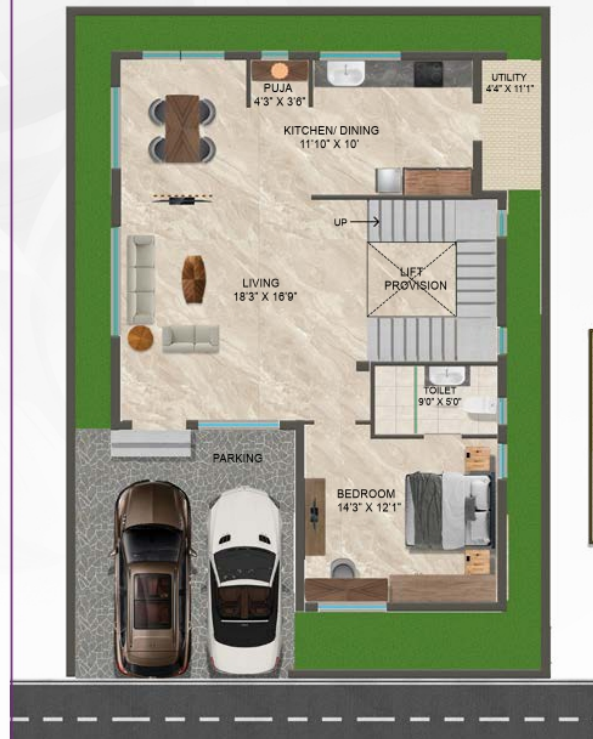 UTILITY
4'4" X 11'1"
PUJA
4'3" X 3'6"
KITCHEN/ DINING
11'10" X 10'
UP
LIFT
PROVISION
LIVING
18'3" X 16'9"
TOILET
9'0" X 5'0"
PARKING
BEDROOM
14'3" X 12'1"